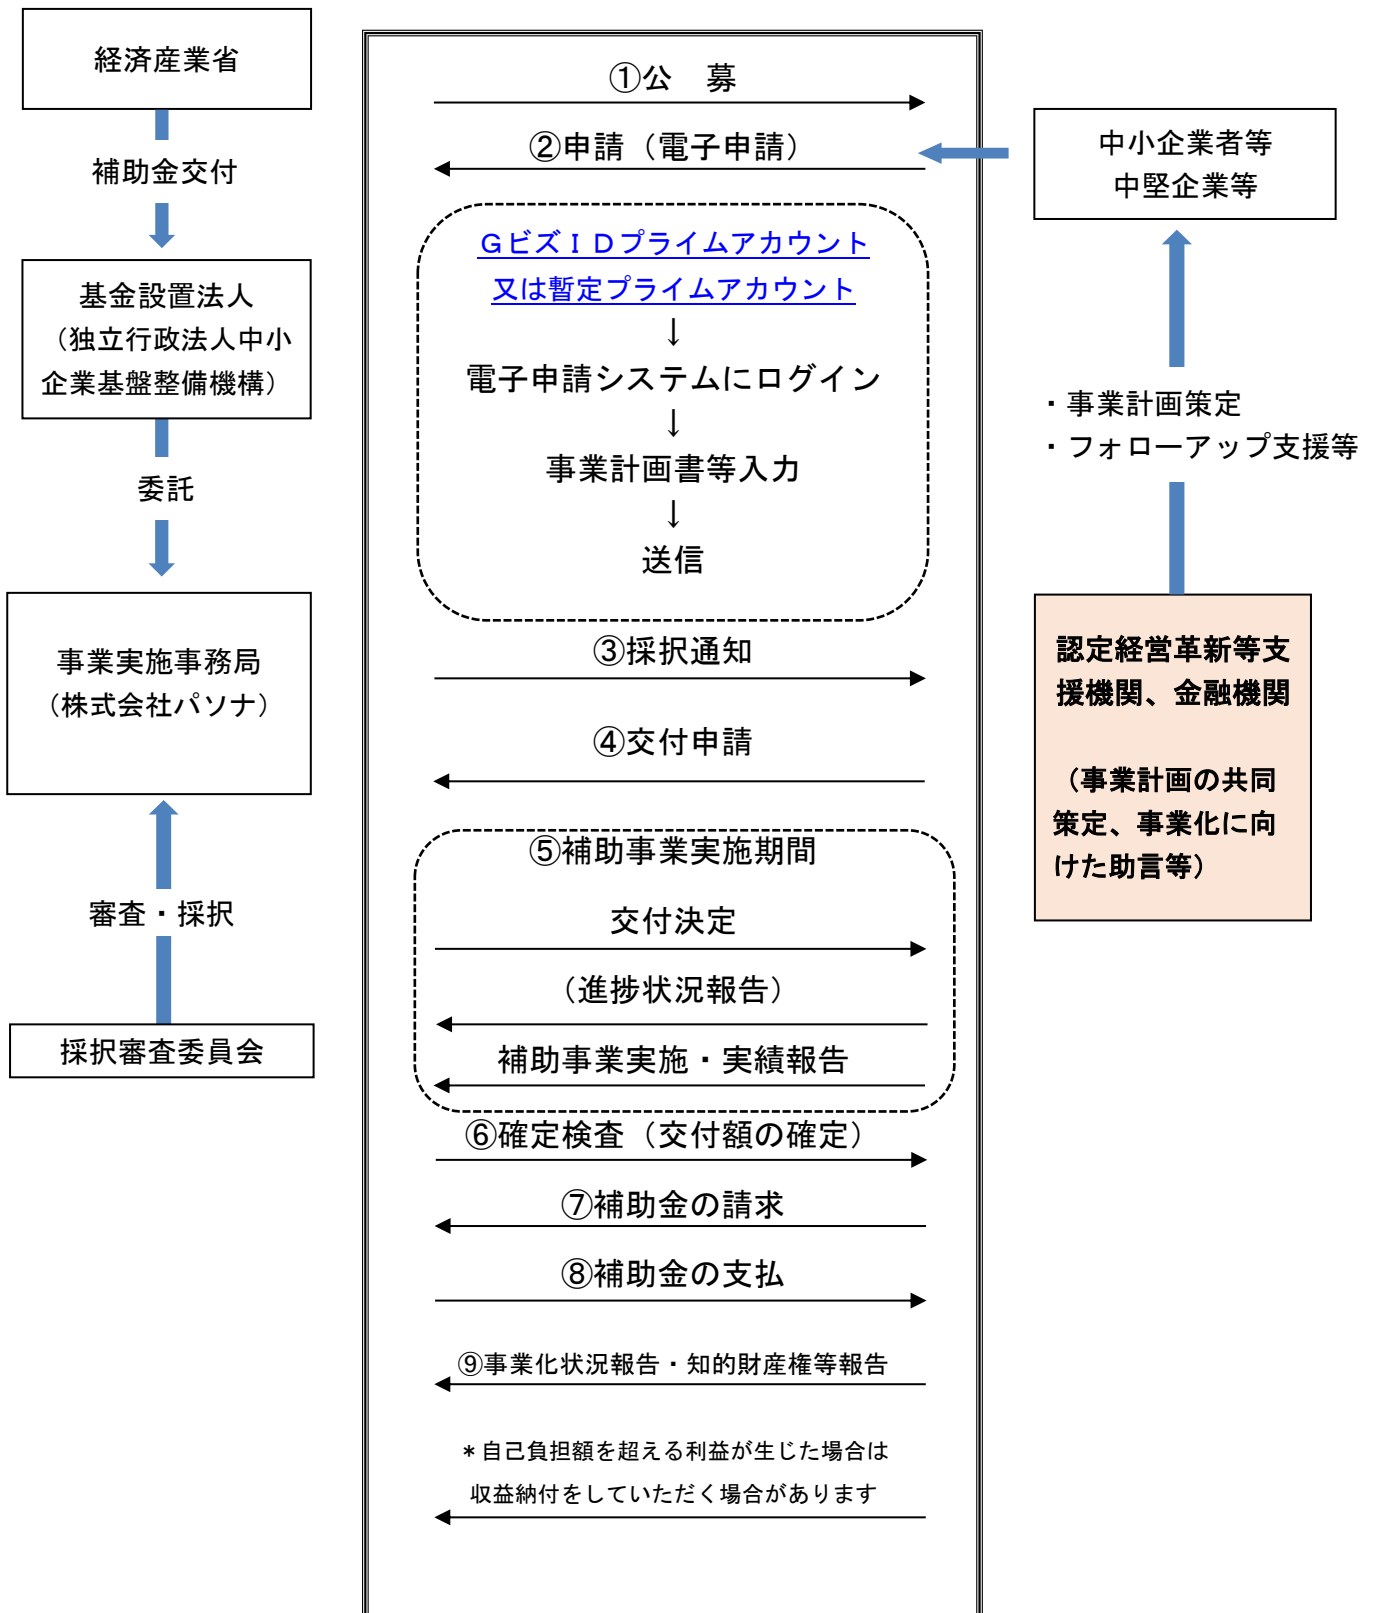 経済産業省
補助金交付
基金設置法人
（独立行政法人中小
企業基盤整備機構）
委託
事業実施事務局
（株式会社パソナ）
審査・採択
採択審査委員会
①公　募
②申請（電子申請）
ＧビズＩＤプライムアカウント
又は暫定プライムアカウント
↓
電子申請システムにログイン
↓
事業計画書等入力
↓
送信
③採択通知
④交付申請
⑤補助事業実施期間
交付決定
（進捗状況報告）
補助事業実施・実績報告
⑥確定検査（交付額の確定）
⑦補助金の請求
⑧補助金の支払
⑨事業化状況報告・知的財産権等報告
＊自己負担額を超える利益が生じた場合は
収益納付をしていただく場合があります
中小企業者等
中堅企業等
・事業計画策定
・フォローアップ支援等
認定経営革新等支
援機関、金融機関
（事業計画の共同
策定、事業化に向
けた助言等）